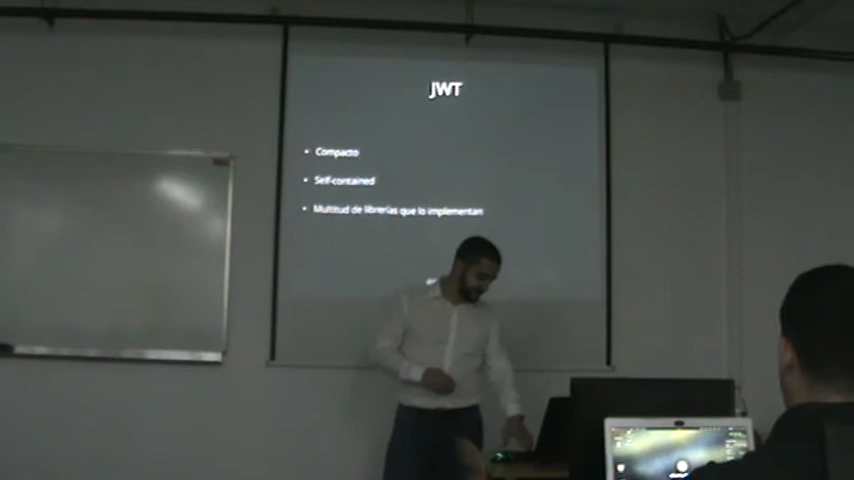 JWT
Compacto
Self-contained
Multitud de librerías que lo implementan